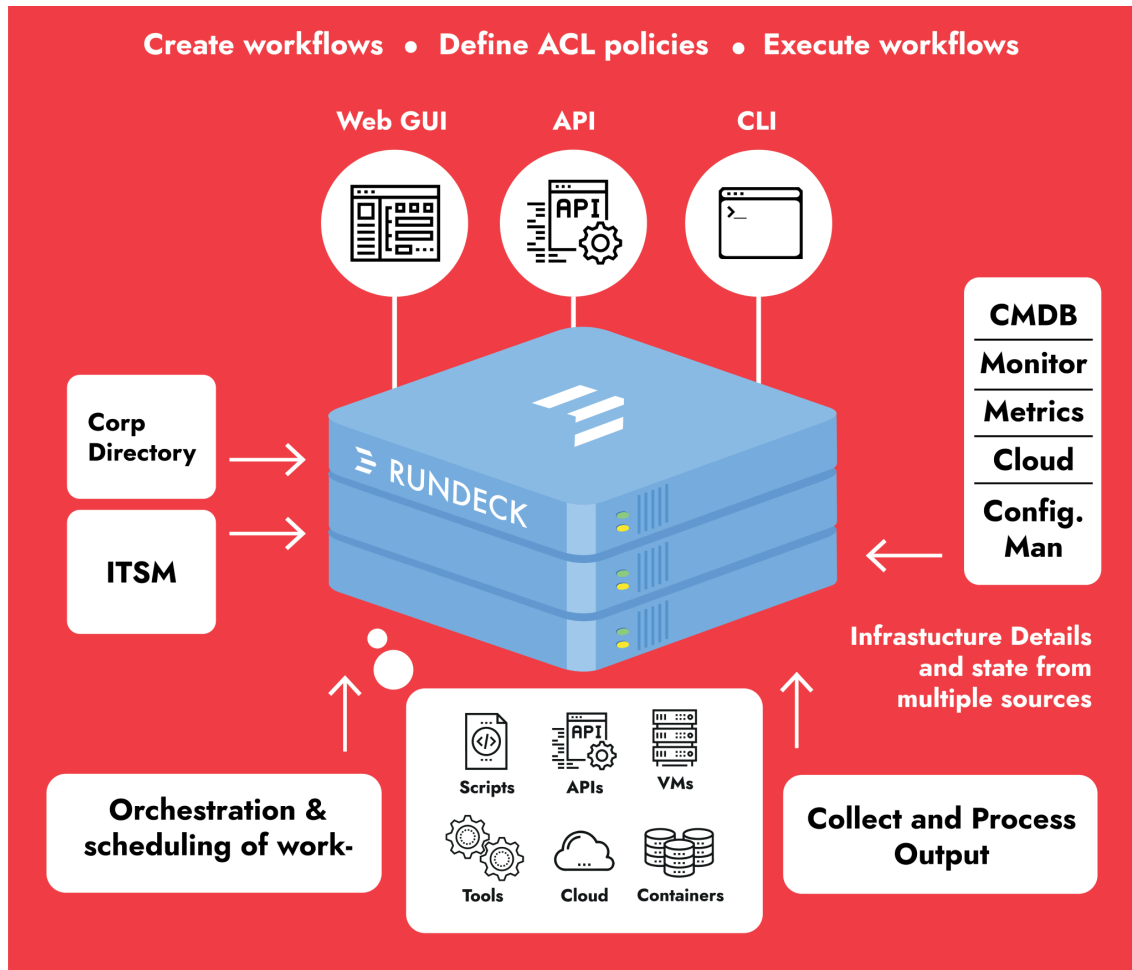 Create workflows • Define ACL policies • Execute workflows
Web GUI
API
CLI
API
>_
CMDB
Monitor
Metrics
Cloud
Config.
Man
Corp
Directory
ITSM
RUNDECK
Infrastucture Details
and state from
multiple sources
Orchestration &
scheduling of work-
</>
API
Scripts
APIs
VMs
Tools
Cloud
Containers
Collect and Process
Output